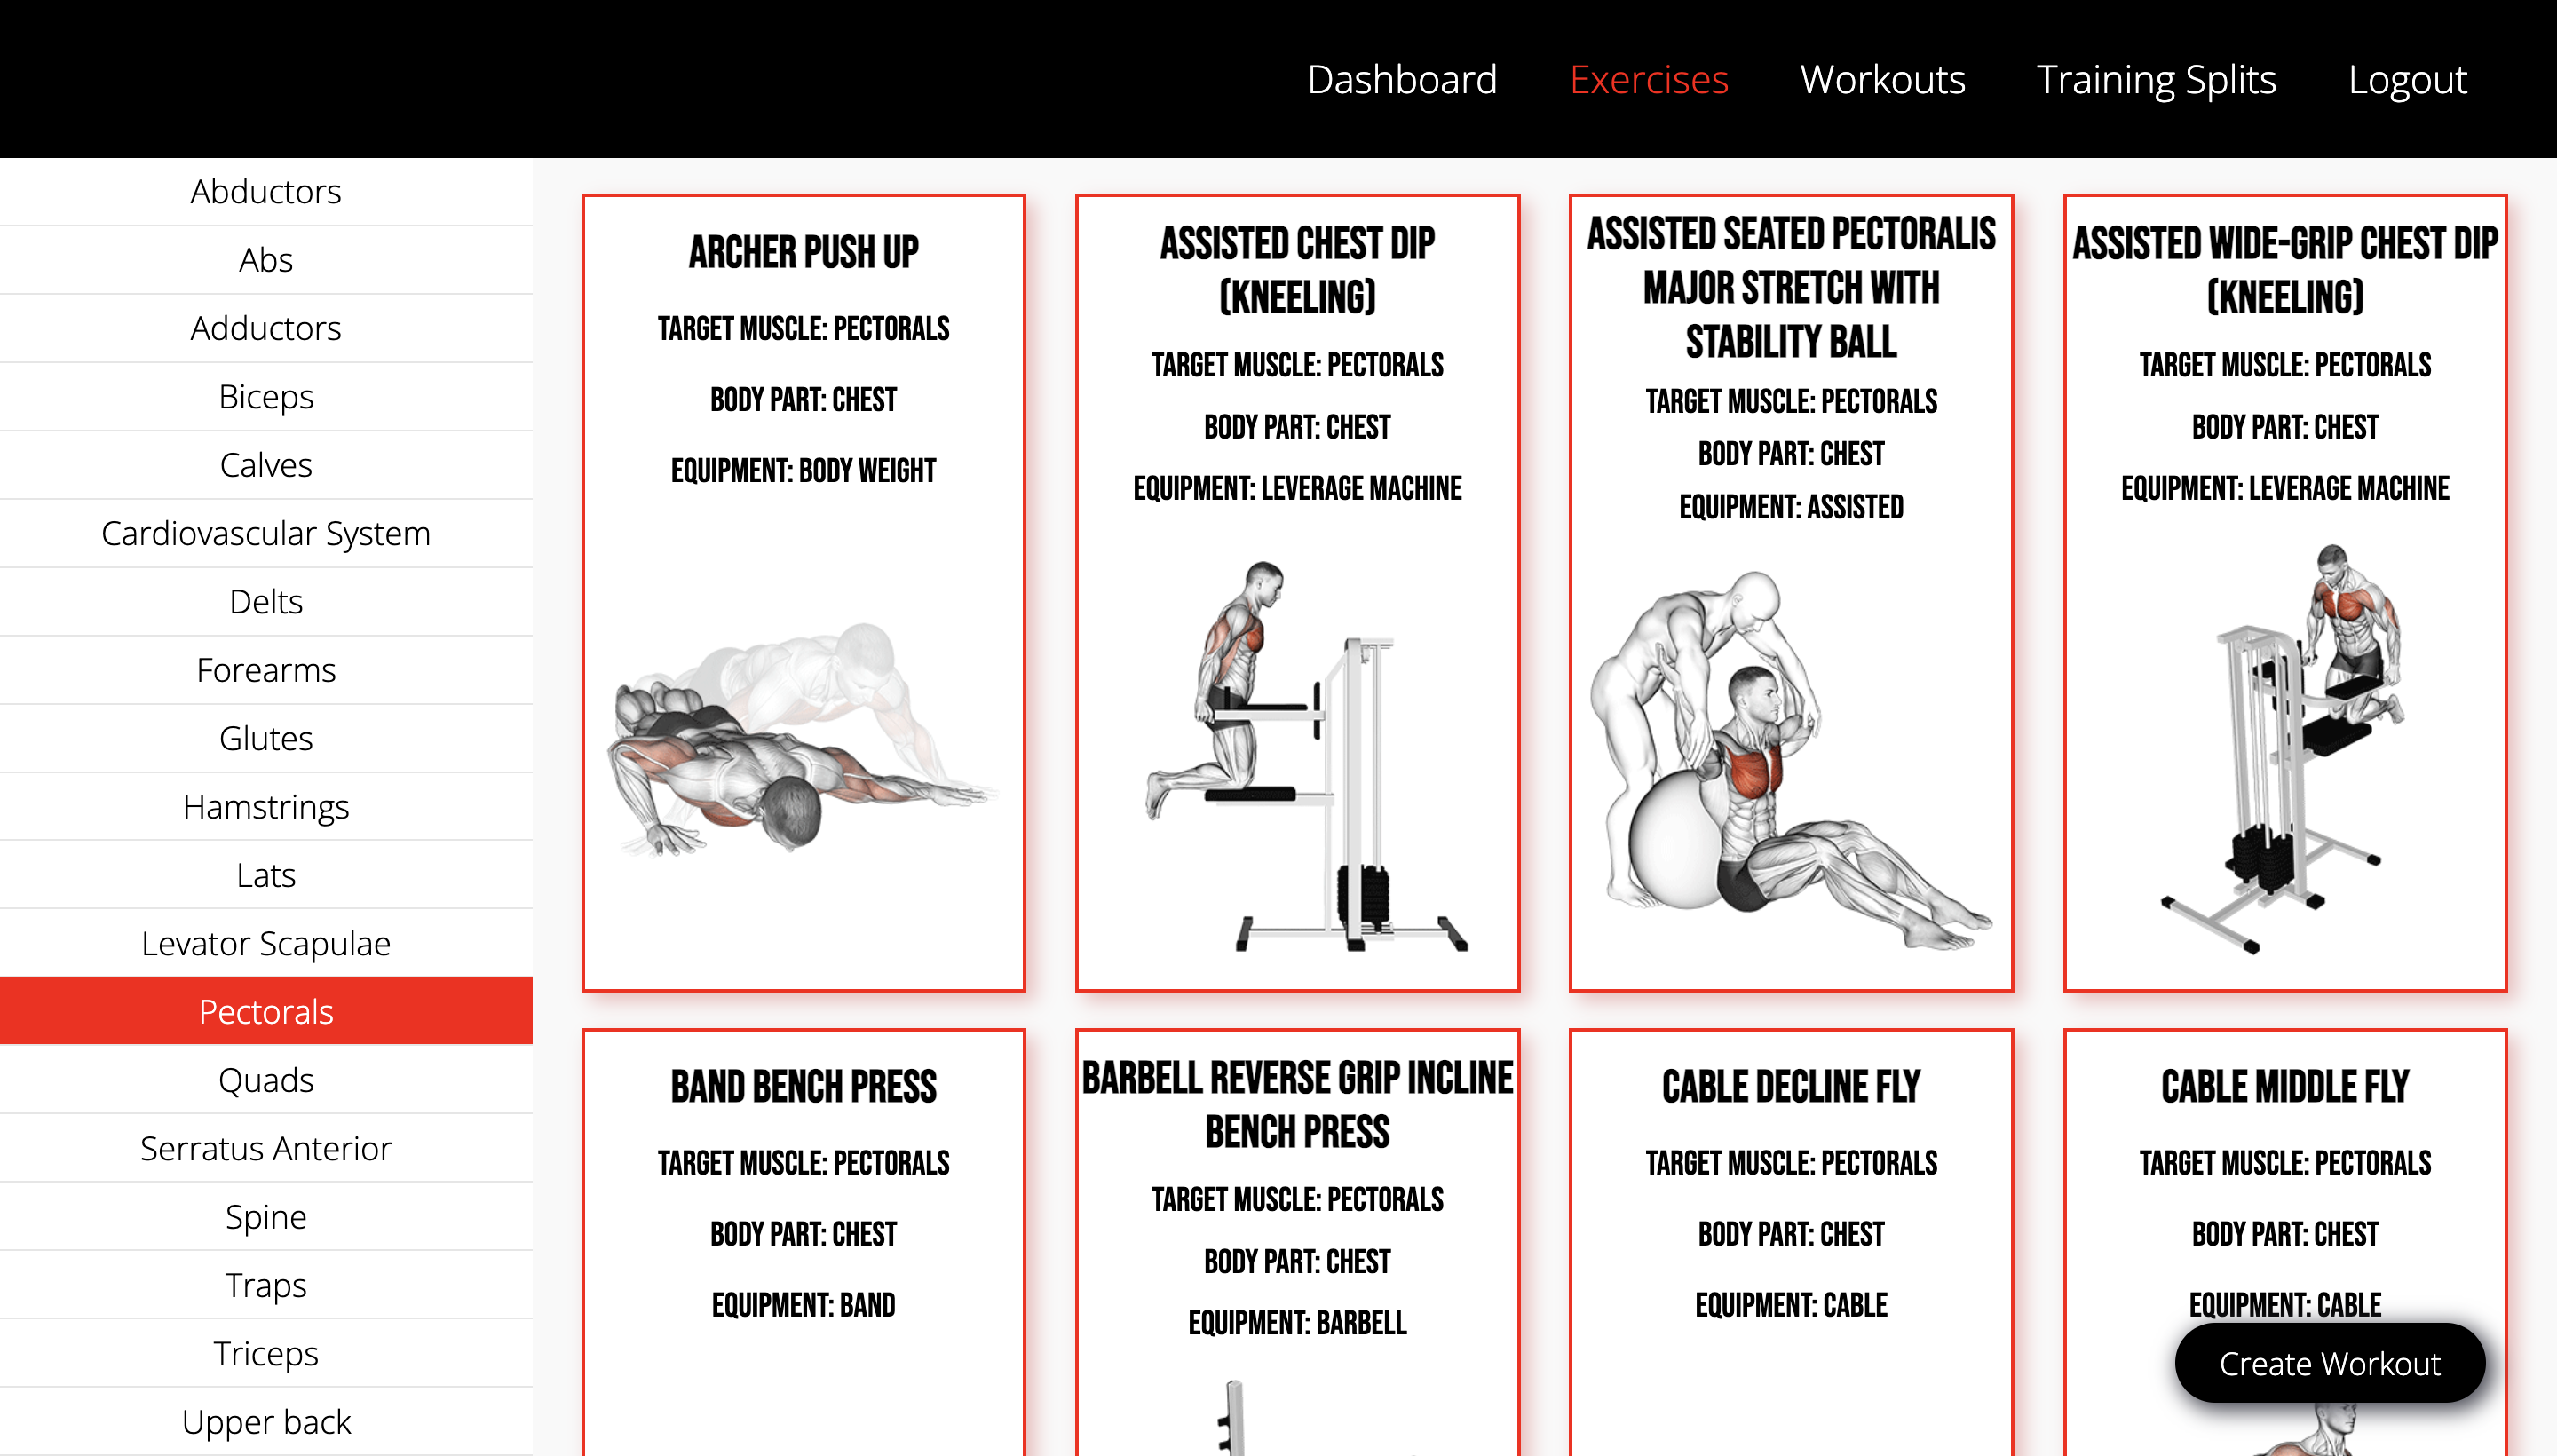 Dashboard
Exercises
Workouts
Training Splits
Logout
Abductors
Abs
Adductors
Biceps
Calves
Cardiovascular System
Delts
Forearms
Glutes
Hamstrings
Lats
Levator Scapulae
Pectorals
Quads
Serratus Anterior
Spine
Traps
Triceps
Upper back
ARCHER PUSH UP
TARGET MUSCLE: PECTORALS
BODY PART: CHEST
EQUIPMENT: BODY WEIGHT
ASSISTED CHEST DIP
(KNEELING)
TARGET MUSCLE: PECTORALS
BODY PART: CHEST
EQUIPMENT: LEVERAGE MACHINE
ASSISTED SEATED PECTORALIS
MAJOR STRETCH WITH
STABILITY BALL
TARGET MUSCLE: PECTORALS
BODY PART: CHEST
EQUIPMENT: ASSISTED
ASSISTED WIDE-GRIP CHEST DIP
(KNEELING)
TARGET MUSCLE: PECTORALS
BODY PART: CHEST
EQUIPMENT: LEVERAGE MACHINE
BAND BENCH PRESS
TARGET MUSCLE: PECTORALS
BODY PART: CHEST
EQUIPMENT: BAND
BARBELL REVERSE GRIP INCLINE
BENCH PRESS
TARGET MUSCLE: PECTORALS
BODY PART: CHEST
EQUIPMENT: BARBELL
CABLE DECLINE FLY
TARGET MUSCLE: PECTORALS
BODY PART: CHEST
EQUIPMENT: CABLE
CABLE MIDDLE FLY
TARGET MUSCLE: PECTORALS
BODY PART: CHEST
EQUIPMENT: CABLE
Create Workout